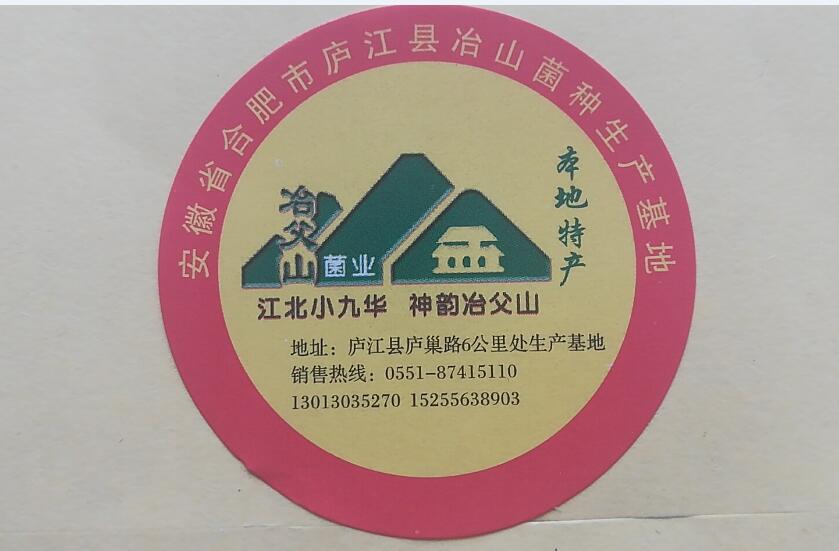 安徽省合肥市庐江县冶山菌种生产基地
本地特产
冶父山
菌业
江北小九华 神韵冶父山
地址：庐江县庐巢路6公里处生产基地
销售热线：0551-87415110
13013035270 15255638903